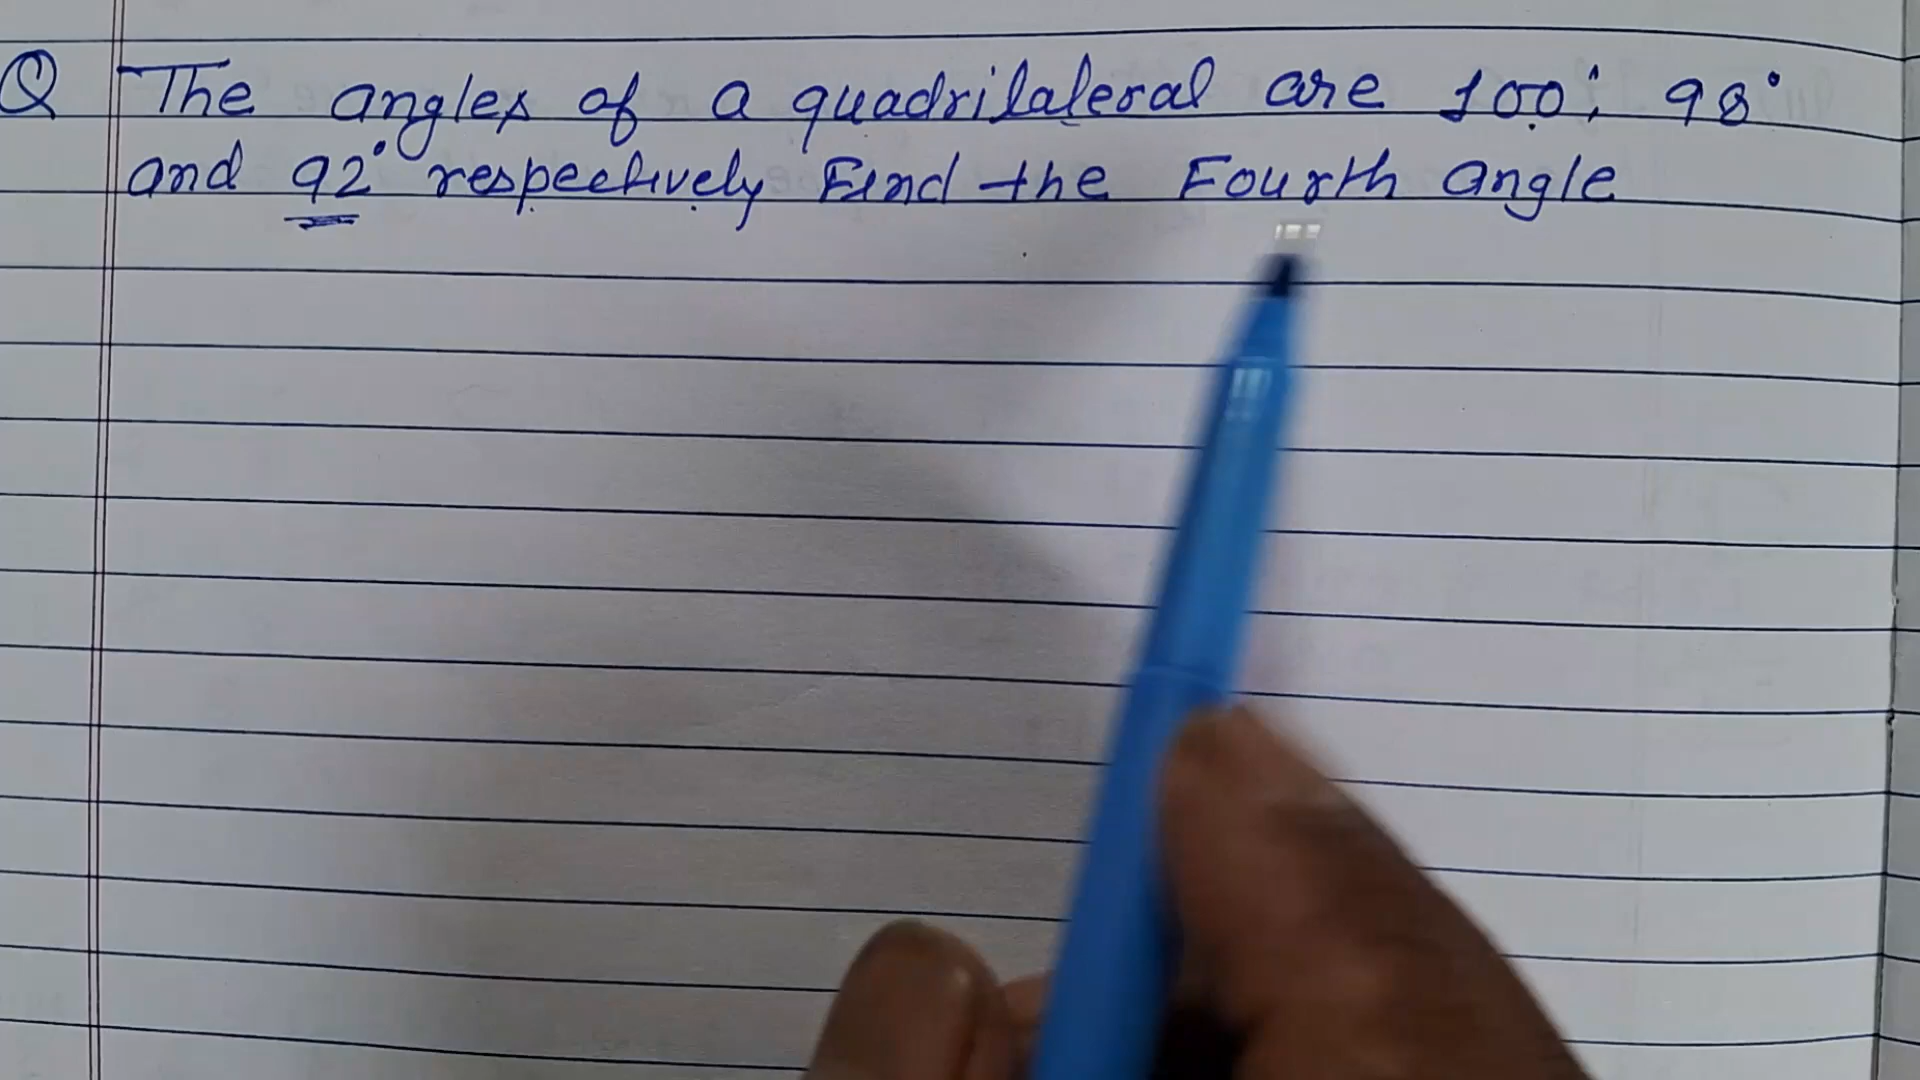 Q The angles of a quadrilateral are 100°, 98°
and 92° respectively Find the Fourth angle